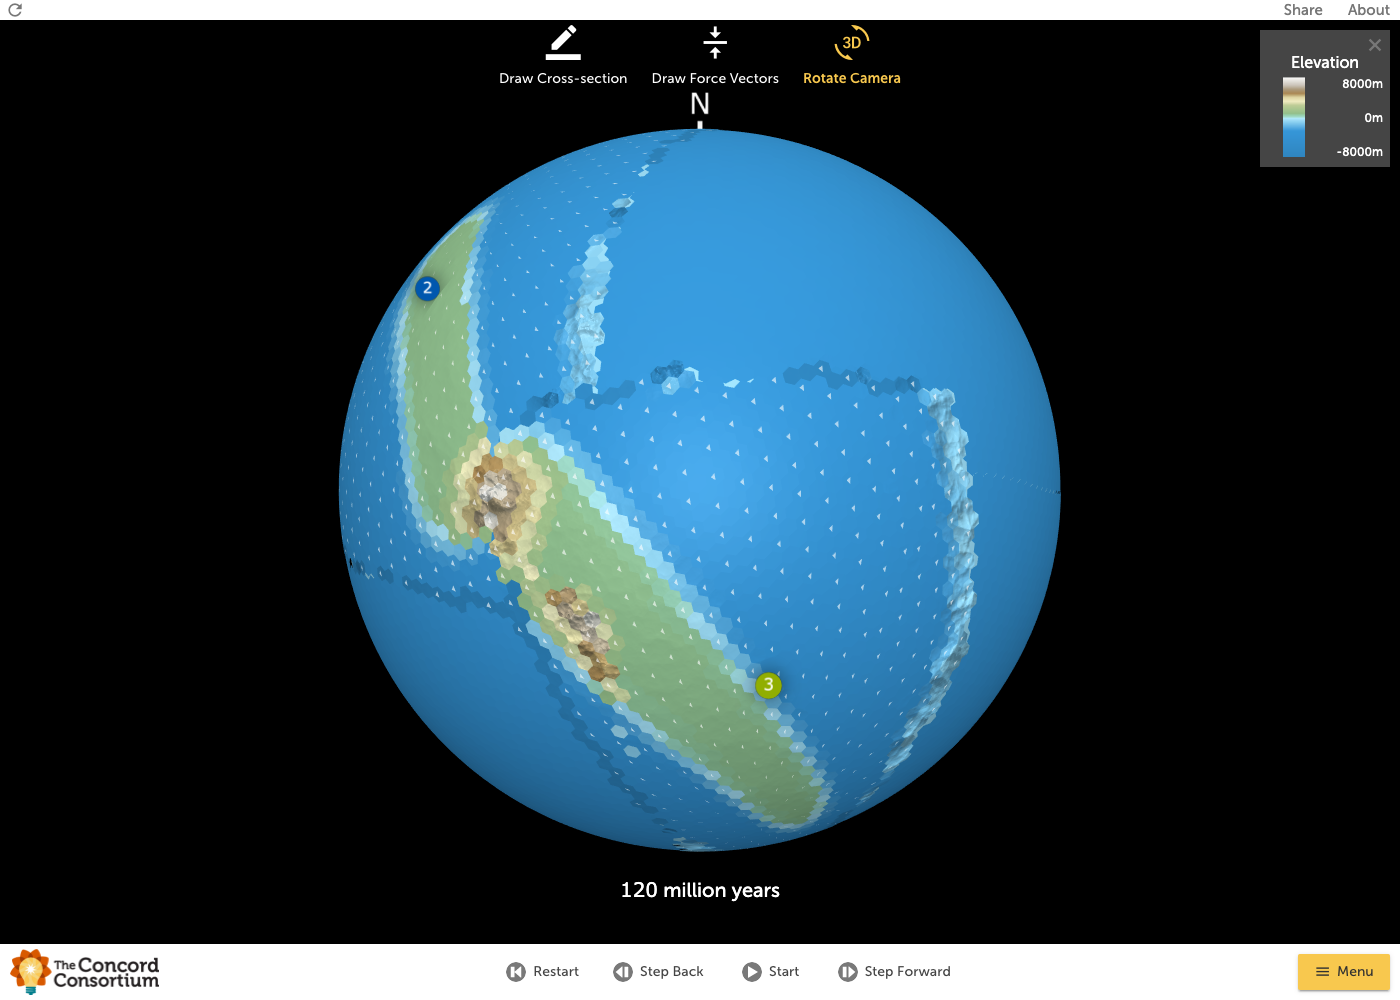 Share About
Draw Cross-section Draw Force Vectors 3D Rotate Camera
Elevation
8000m
0m
-8000m
N
2
3
120 million years
The Concord
Consortium
Restart Step Back Start Step Forward Menu